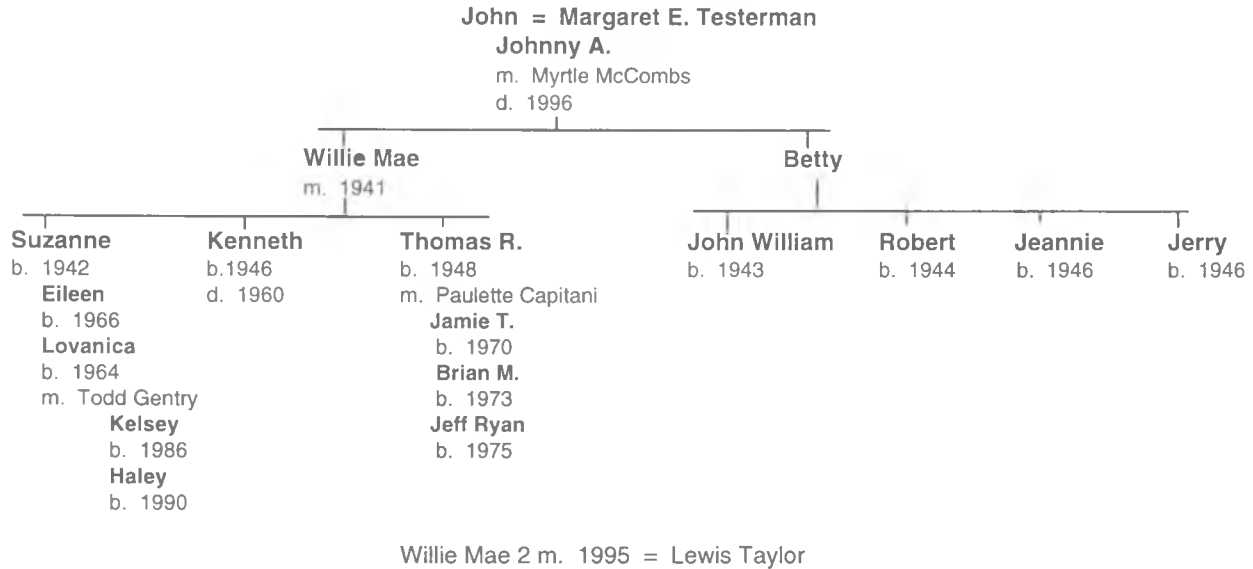 John = Margaret E. Testerman
Johnny A.
m. Myrtle McCombs
d. 1996
Willie Mae
m. 1941
Betty
Suzanne
b. 1942
Eileen
b. 1966
Lovanica
b. 1964
m. Todd Gentry
Kelsey
b. 1986
Haley
b. 1990
Kenneth
b.1946
d. 1960
Thomas R.
b. 1948
m. Paulette Capitani
Jamie T.
b. 1970
Brian M.
b. 1973
Jeff Ryan
b. 1975
John William
b. 1943
Robert
b. 1944
Jeannie
b. 1946
Jerry
b. 1946
Willie Mae 2 m. 1995 = Lewis Taylor